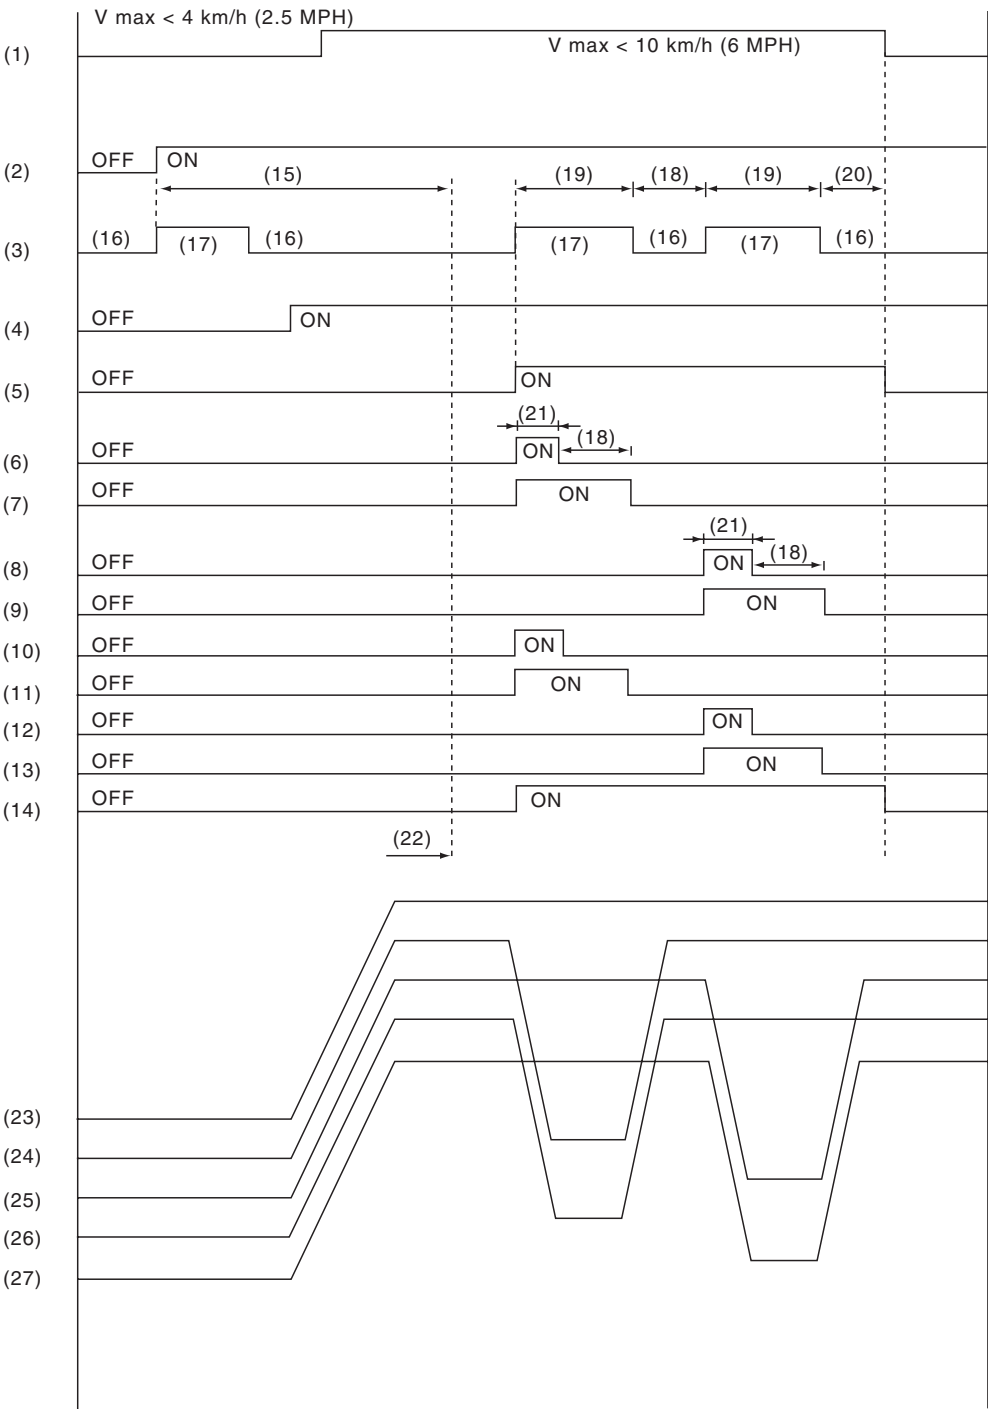 V max < 4 km/h (2.5 MPH)
(1)
V max < 10 km/h (6 MPH)
(2) OFF ON
(15) (19) (18) (19) (20)
(3) (16) (17) (16) (17) (16) (17) (16)
(4) OFF ON
(5) OFF ON
(21)
(6) OFF ON (18)
(7) OFF ON
(21)
(8) OFF ON (18)
(9) OFF ON
(10) OFF ON
(11) OFF ON
(12) OFF ON
(13) OFF ON
(14) OFF ON
(22)
(23)
(24)
(25)
(26)
(27)